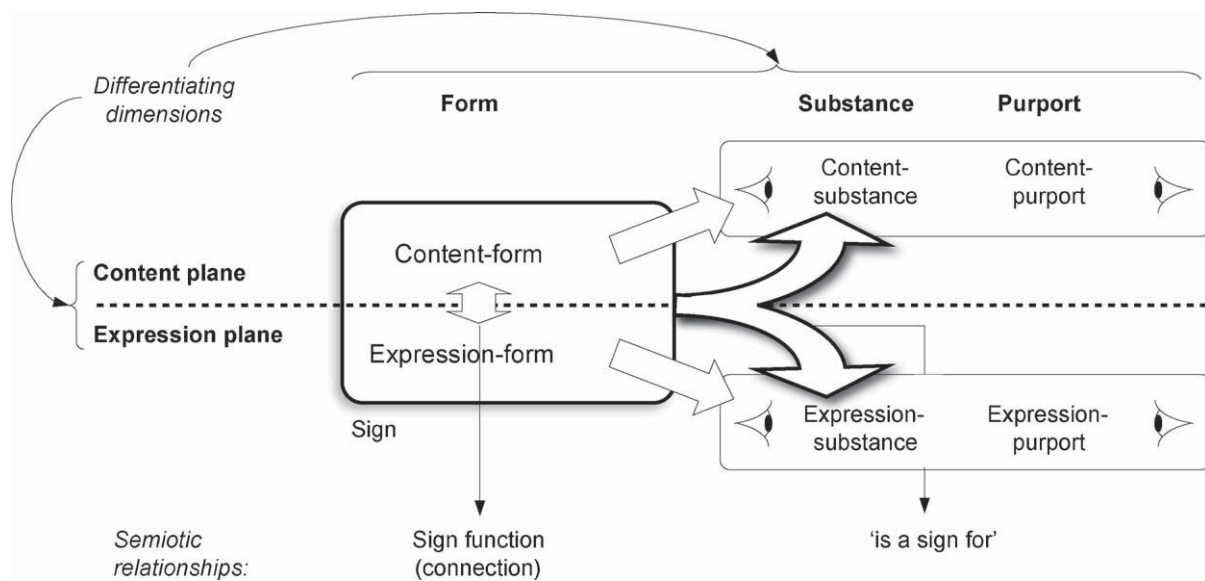 Differentiating
dimensions
Form
Substance
Purport
Content-
substance
Content-
purport
Content-form
Content plane
Expression plane
Expression-form
Sign
Expression-
substance
Expression-
purport
Semiotic
relationships:
Sign function
(connection)
‘is a sign for’